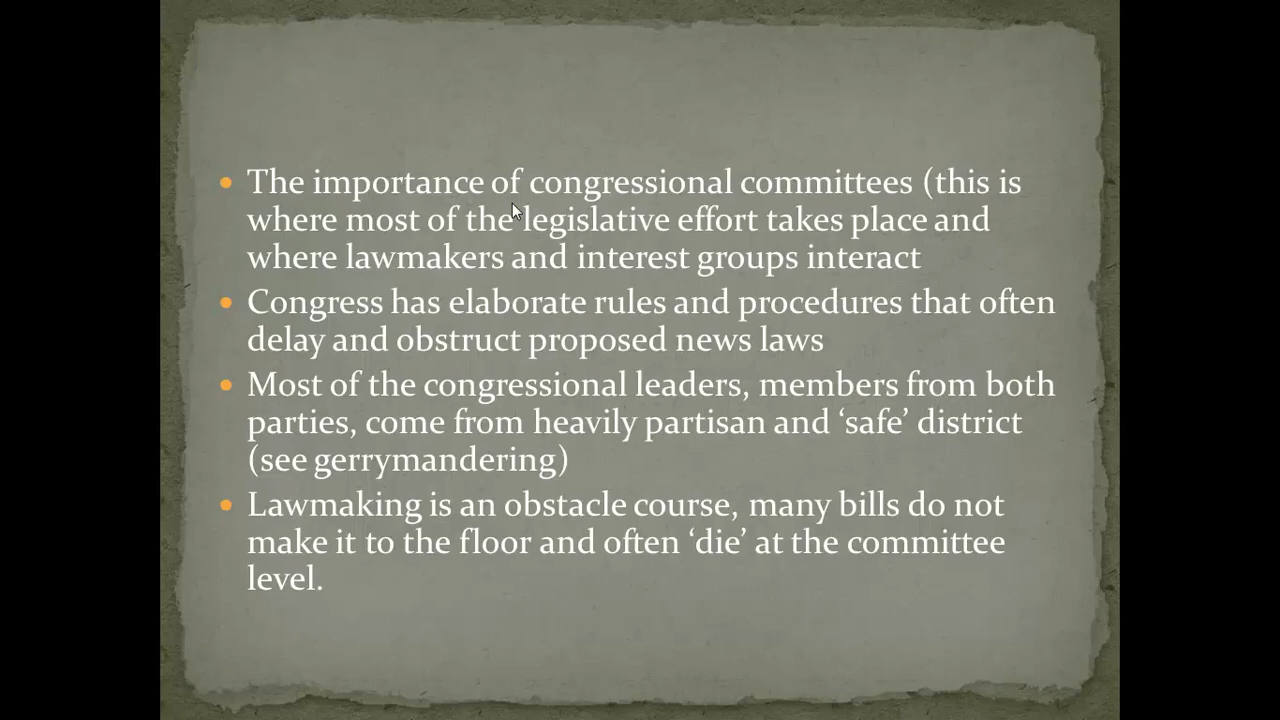 • The importance of congressional committees (this is
where most of the legislative effort takes place and
where lawmakers and interest groups interact
• Congress has elaborate rules and procedures that often
delay and obstruct proposed news laws
• Most of the congressional leaders, members from both
parties, come from heavily partisan and ‘safe’ district
(see gerrymandering)
• Lawmaking is an obstacle course, many bills do not
make it to the floor and often ‘die’ at the committee
level.